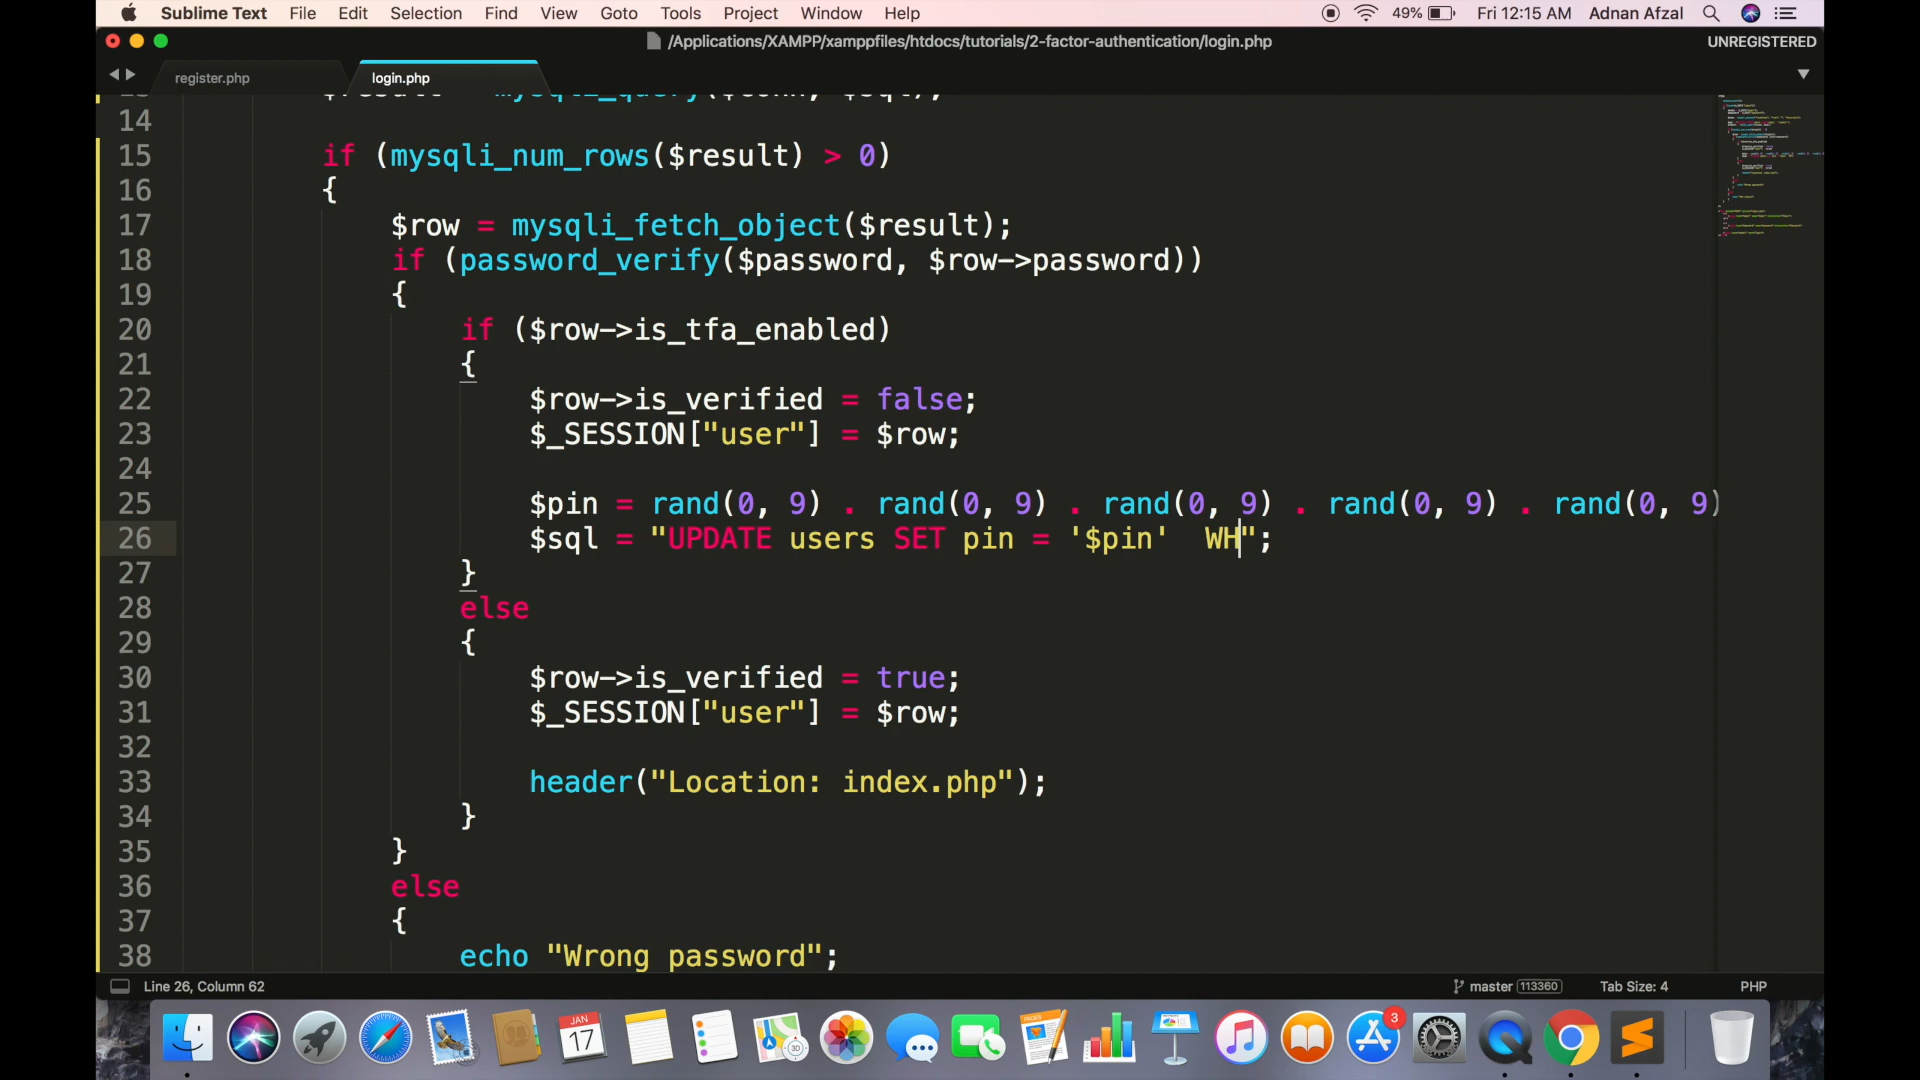 Sublime Text File Edit Selection Find View Goto Tools Project Window Help 49% Fri 12:15 AM Adnan Afzal
/Applications/XAMPP/xamppfiles/htdocs/tutorials/2-factor-authentication/login.php UNREGISTERED
register.php login.php
14
15 if (mysqli_num_rows($result) > 0)
16 {
17 $row = mysqli_fetch_object($result);
18 if (password_verify($password, $row->password))
19 {
20 if ($row->is_tfa_enabled)
21 {
22 $row->is_verified = false;
23 $_SESSION["user"] = $row;
24
25 $pin = rand(0, 9) . rand(0, 9) . rand(0, 9) . rand(0, 9) . rand(0, 9)
26 $sql = "UPDATE users SET pin = '$pin'  WH";
27 }
28 else
29 {
30 $row->is_verified = true;
31 $_SESSION["user"] = $row;
32
33 header("Location: index.php");
34 }
35 }
36 else
37 {
38 echo "Wrong password";
Line 26, Column 62 master 113360 Tab Size: 4 PHP
JAN
17
3D
3